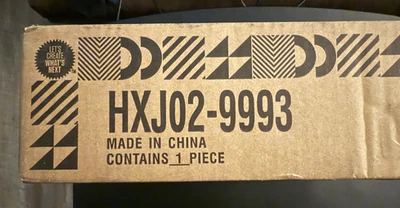 LET'S
CREATE
WHAT'S
NEXT
HXJ02-9993
MADE IN CHINA
CONTAINS 1 PIECE